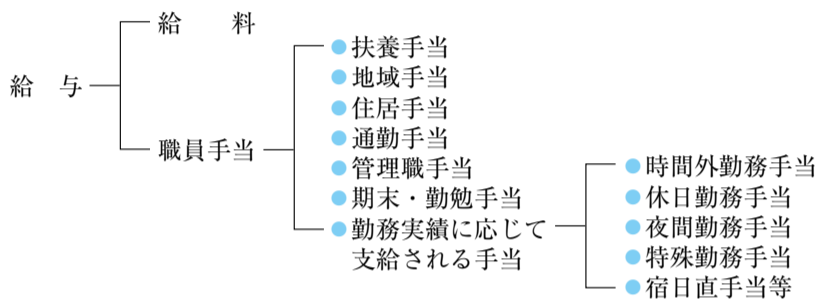 給与
給料
職員手当
●扶養手当
●地域手当
●住居手当
●通勤手当
●管理職手当
●期末・勤勉手当
●勤務実績に応じて
支給される手当
●時間外勤務手当
●休日勤務手当
●夜間勤務手当
●特殊勤務手当
●宿日直手当等